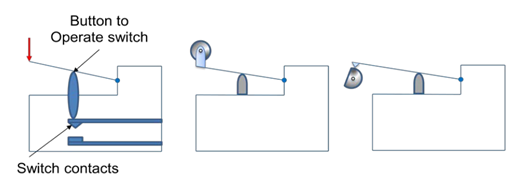 Button to
Operate switch
Switch contacts